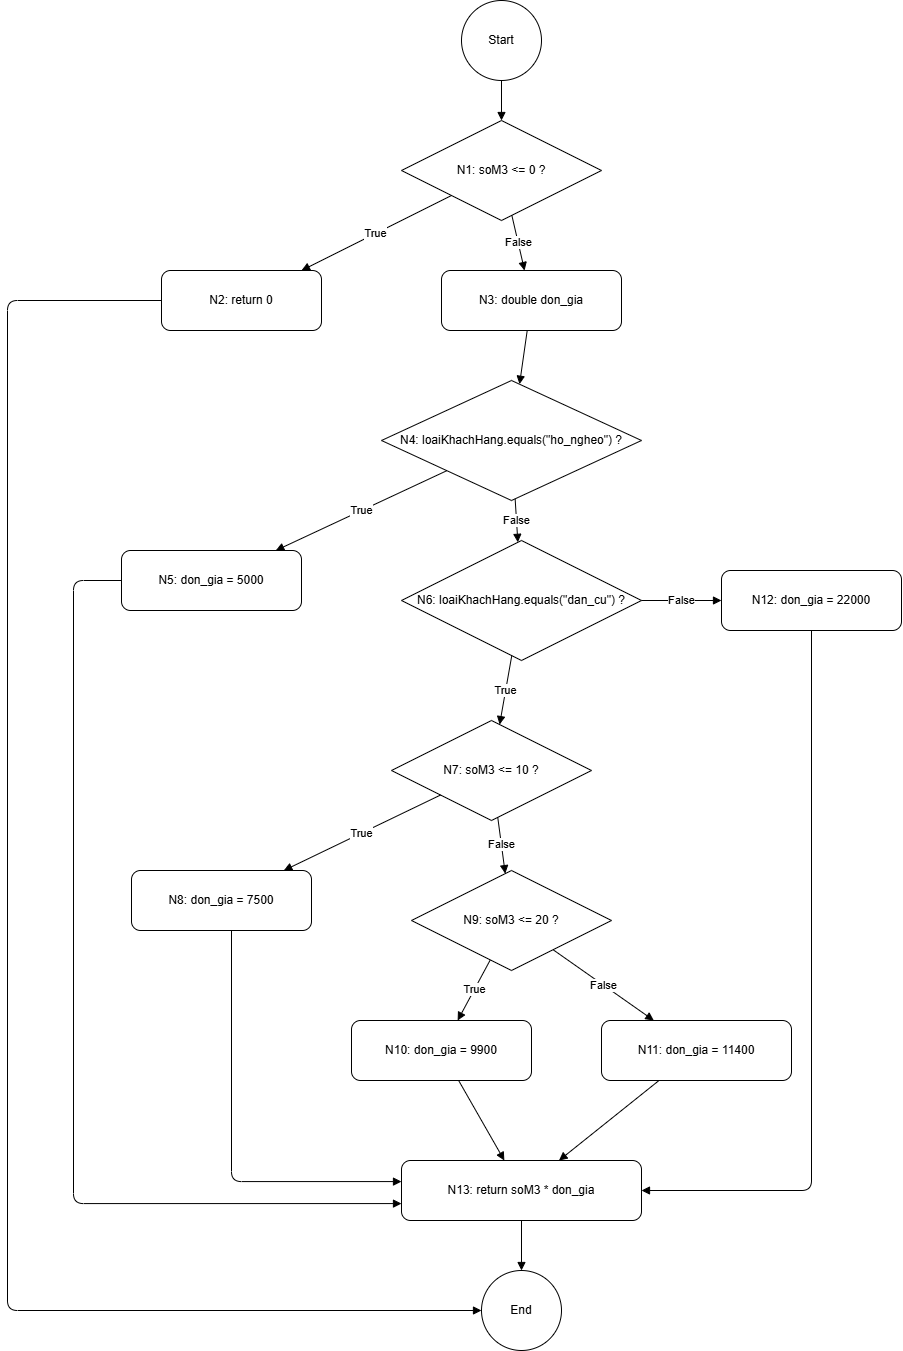 Start
N1: soM3 <= 0 ?
True
False
N2: return 0
N3: double don_gia
N4: loaiKhachHang.equals("ho_ngheo") ?
True
False
N5: don_gia = 5000
N6: loaiKhachHang.equals("dan_cu") ?
False
N12: don_gia = 22000
True
N7: soM3 <= 10 ?
True
False
N8: don_gia = 7500
N9: soM3 <= 20 ?
True
False
N10: don_gia = 9900
N11: don_gia = 11400
N13: return soM3 * don_gia
End